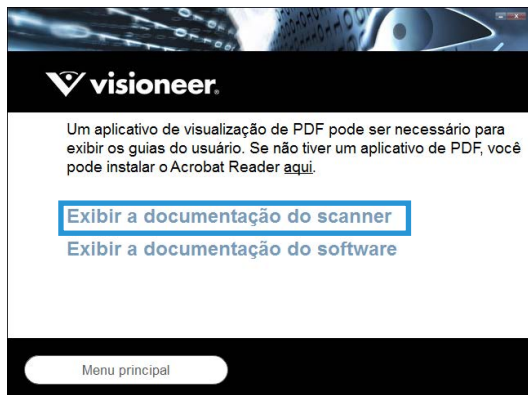 visioneer®
Um aplicativo de visualização de PDF pode ser necessário para
exibir os guias do usuário. Se não tiver um aplicativo de PDF, você
pode instalar o Acrobat Reader aqui.
Exibir a documentação do scanner
Exibir a documentação do software
Menu principal